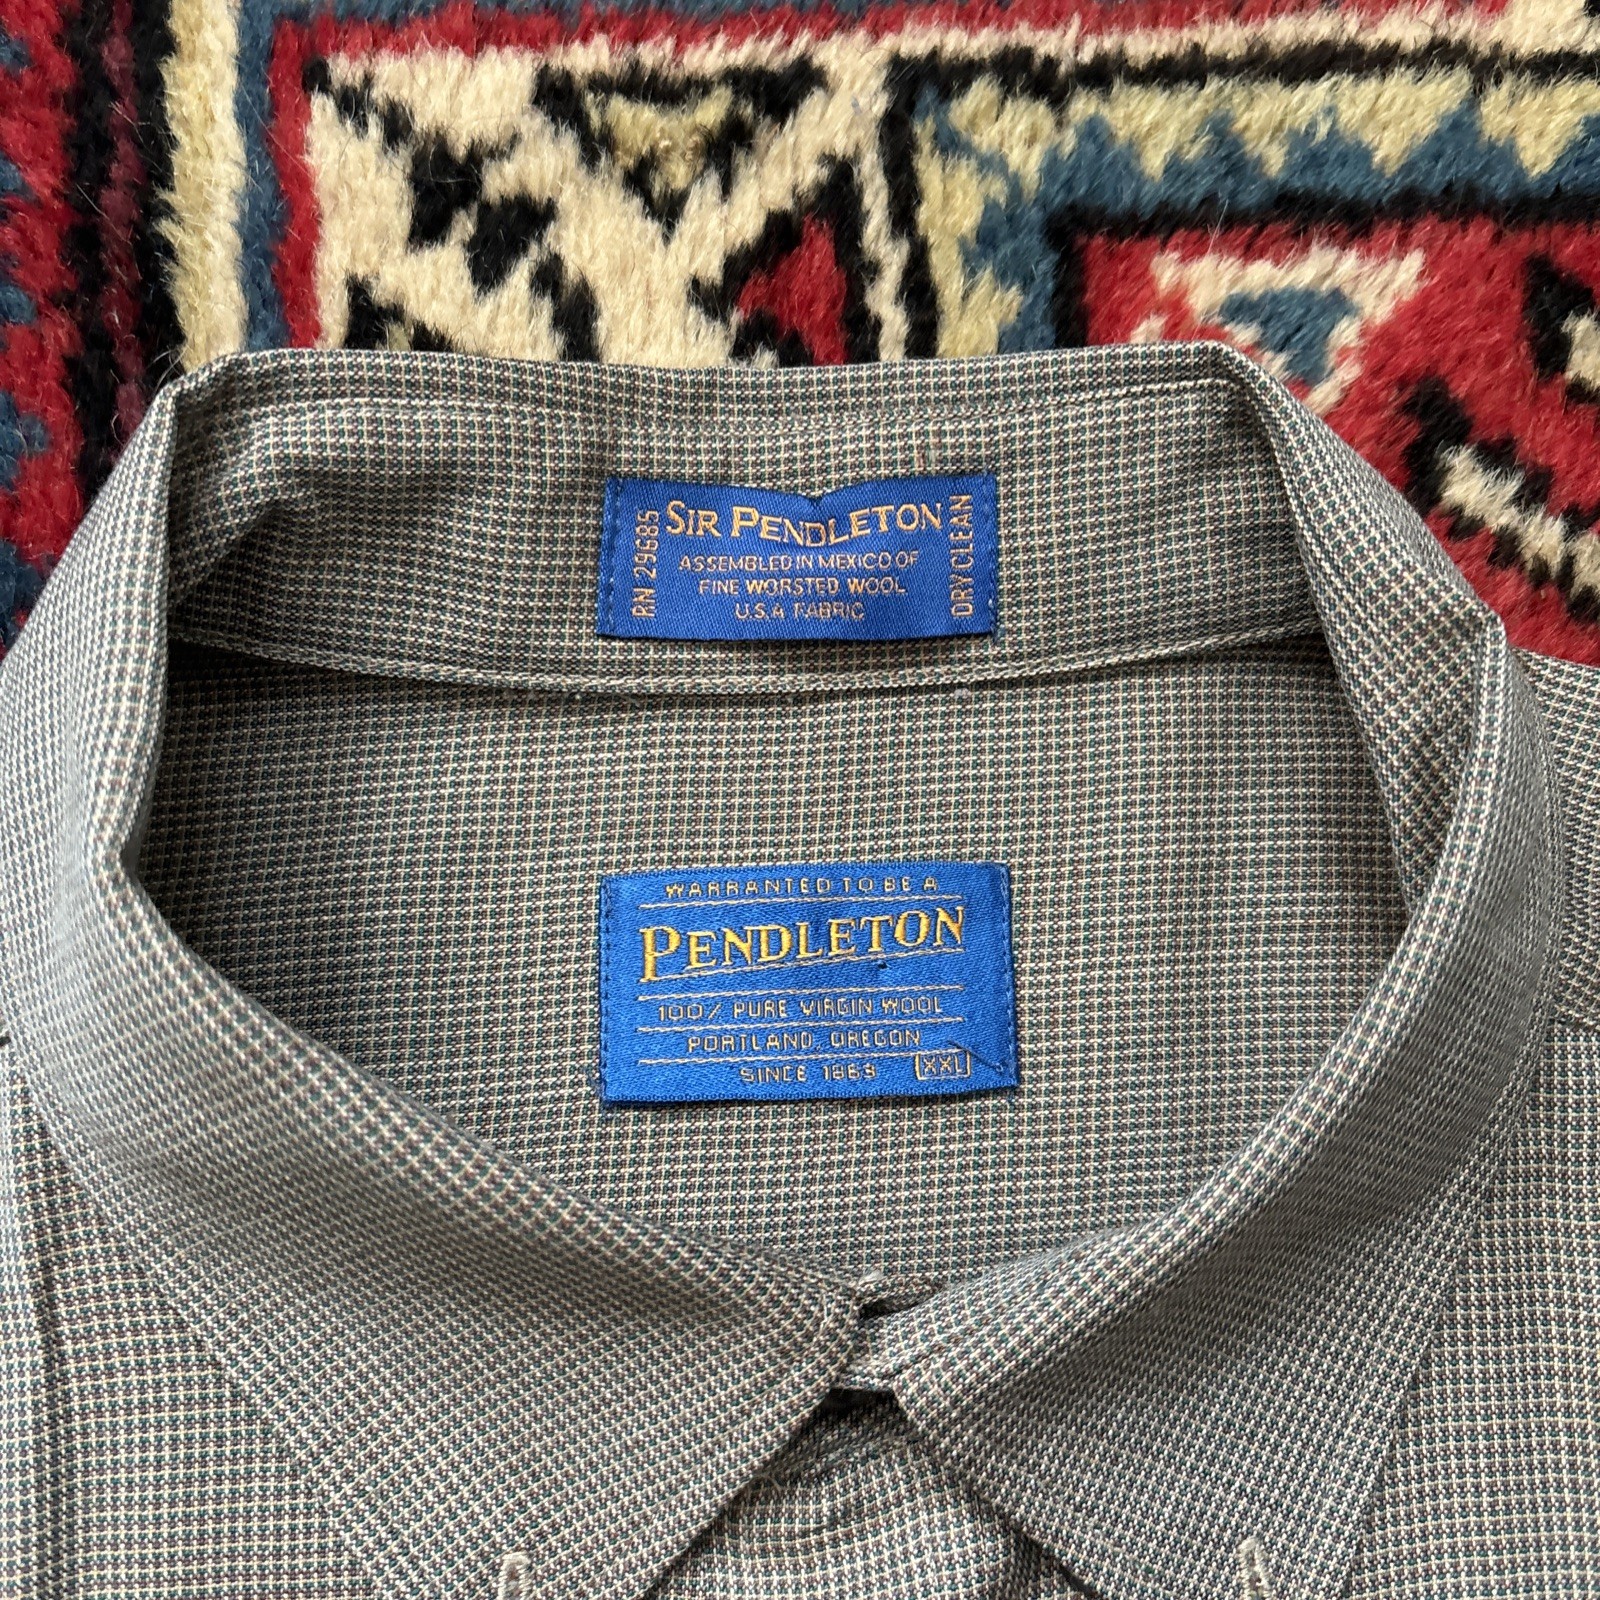 SIR PENDLETON
ASSEMBLED IN MEXICO OF
FINE WORSTED WOOL
U.S.A FABRIC
RN 29685
DRY CLEAN
WARRANTED TO BE A
PENDLETON
100% PURE VIRGIN WOOL
PORTLAND, OREGON
SINCE 1863
XXL